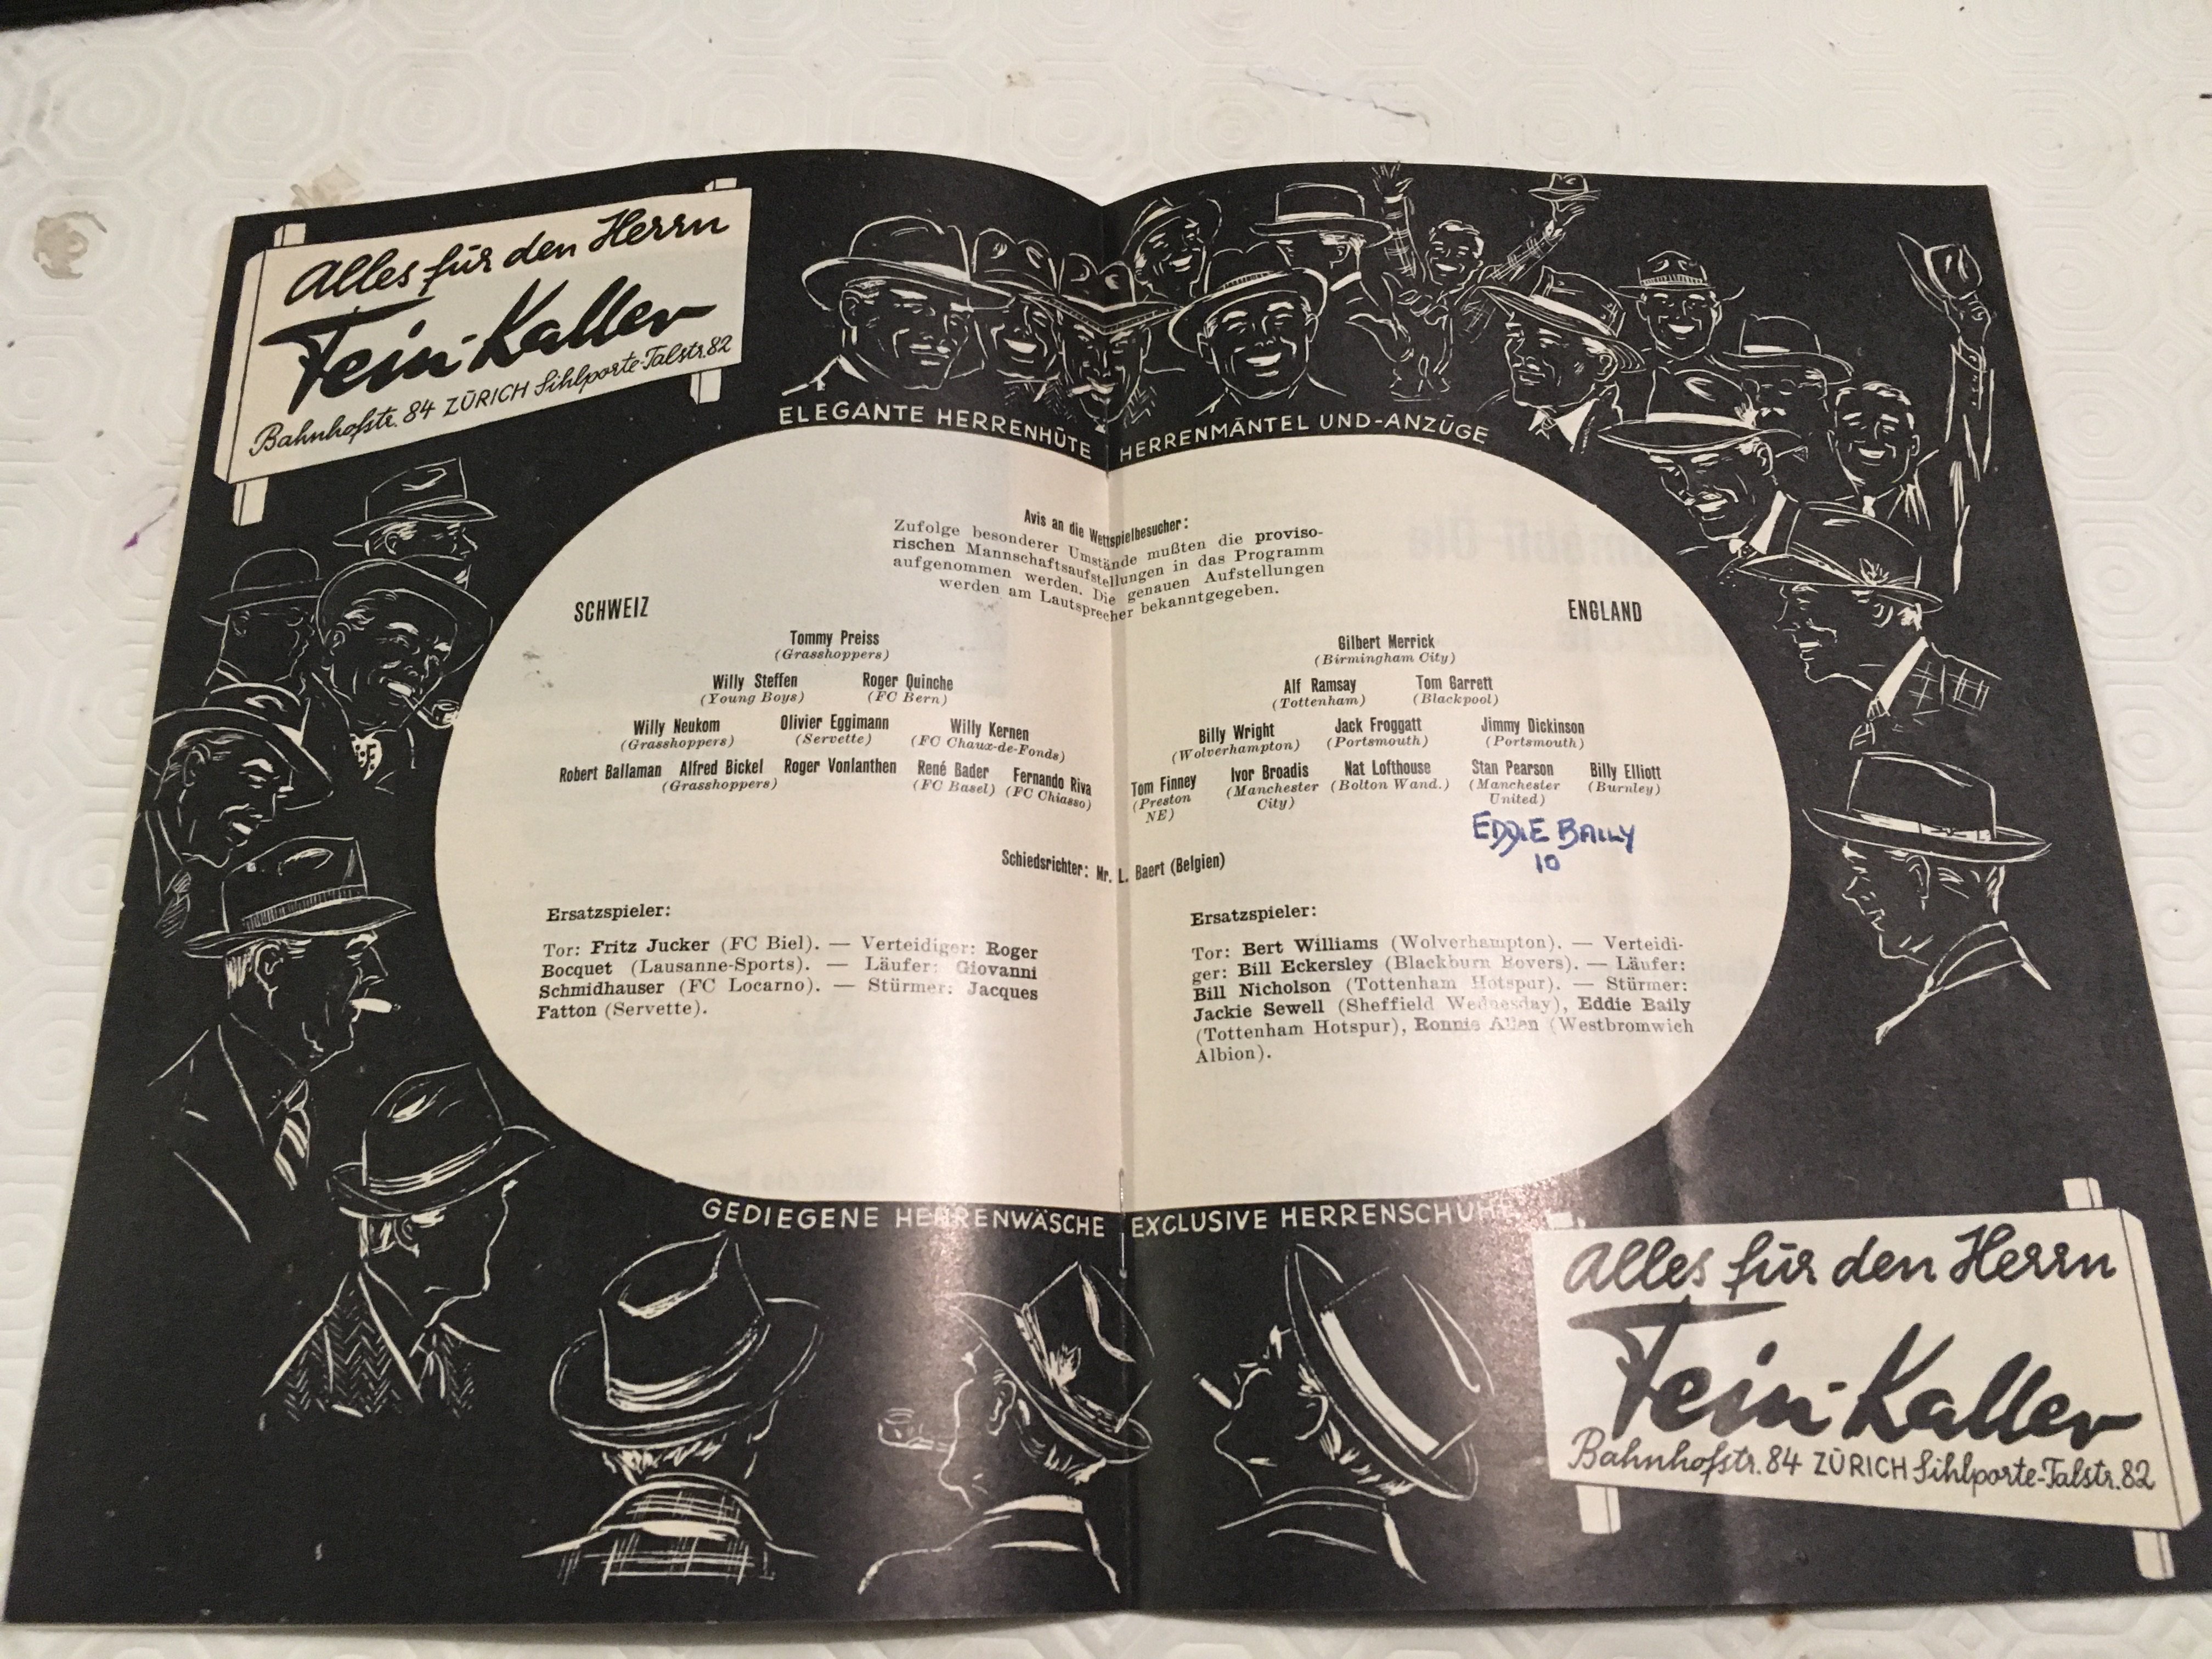 Alles für den Herrn
Fein-Kaller
Bahnhofstr. 84 ZÜRICH Sihlporte-Talstr. 82
ELEGANTE HERRENHÜTE HERRENMÄNTEL UND-ANZÜGE
Avis an die Wettspielbesucher:
Zufolge besonderer Umstände mußten die proviso-
rischen Mannschaftsaufstellungen in das Programm
aufgenommen werden. Die genauen Aufstellungen
werden am Lautsprecher bekanntgegeben.
SCHWEIZ
Tommy Preiss
(Grasshoppers)
Willy Steffen Roger Quinche
(Young Boys) (FC Bern)
Willy Neukom Olivier Eggimann Willy Kernen
(Grasshoppers) (Servette) (FC Chaux-de-Fonds)
Robert Ballaman Alfred Bickel Roger Vonlanthen René Bader Fernando Riva
(Grasshoppers) (FC Basel) (FC Chiasso)
ENGLAND
Gilbert Merrick
(Birmingham City)
Alf Ramsay Tom Garrett
(Tottenham) (Blackpool)
Billy Wright Jack Froggatt Jimmy Dickinson
(Wolverhampton) (Portsmouth) (Portsmouth)
Tom Finney Ivor Broadis Nat Lofthouse Stan Pearson Billy Elliott
(Preston (Manchester (Bolton Wand.) (Manchester (Burnley)
NE) City) United)
EDDIE BAILY
10
Schiedsrichter: Mr. L. Baert (Belgien)
Ersatzspieler:
Tor: Fritz Jucker (FC Biel). — Verteidiger: Roger
Bocquet (Lausanne-Sports). — Läufer: Giovanni
Schmidhauser (FC Locarno). — Stürmer: Jacques
Fatton (Servette).
Ersatzspieler:
Tor: Bert Williams (Wolverhampton). — Verteidi-
ger: Bill Eckersley (Blackburn Rovers). — Läufer:
Bill Nicholson (Tottenham Hotspur). — Stürmer:
Jackie Sewell (Sheffield Wednesday), Eddie Baily
(Tottenham Hotspur), Ronnie Allen (Westbromwich
Albion).
GEDIEGENE HERRENWÄSCHE EXCLUSIVE HERRENSCHUHE
Alles für den Herrn
Fein-Kaller
Bahnhofstr. 84 ZÜRICH Sihlporte-Talstr. 82